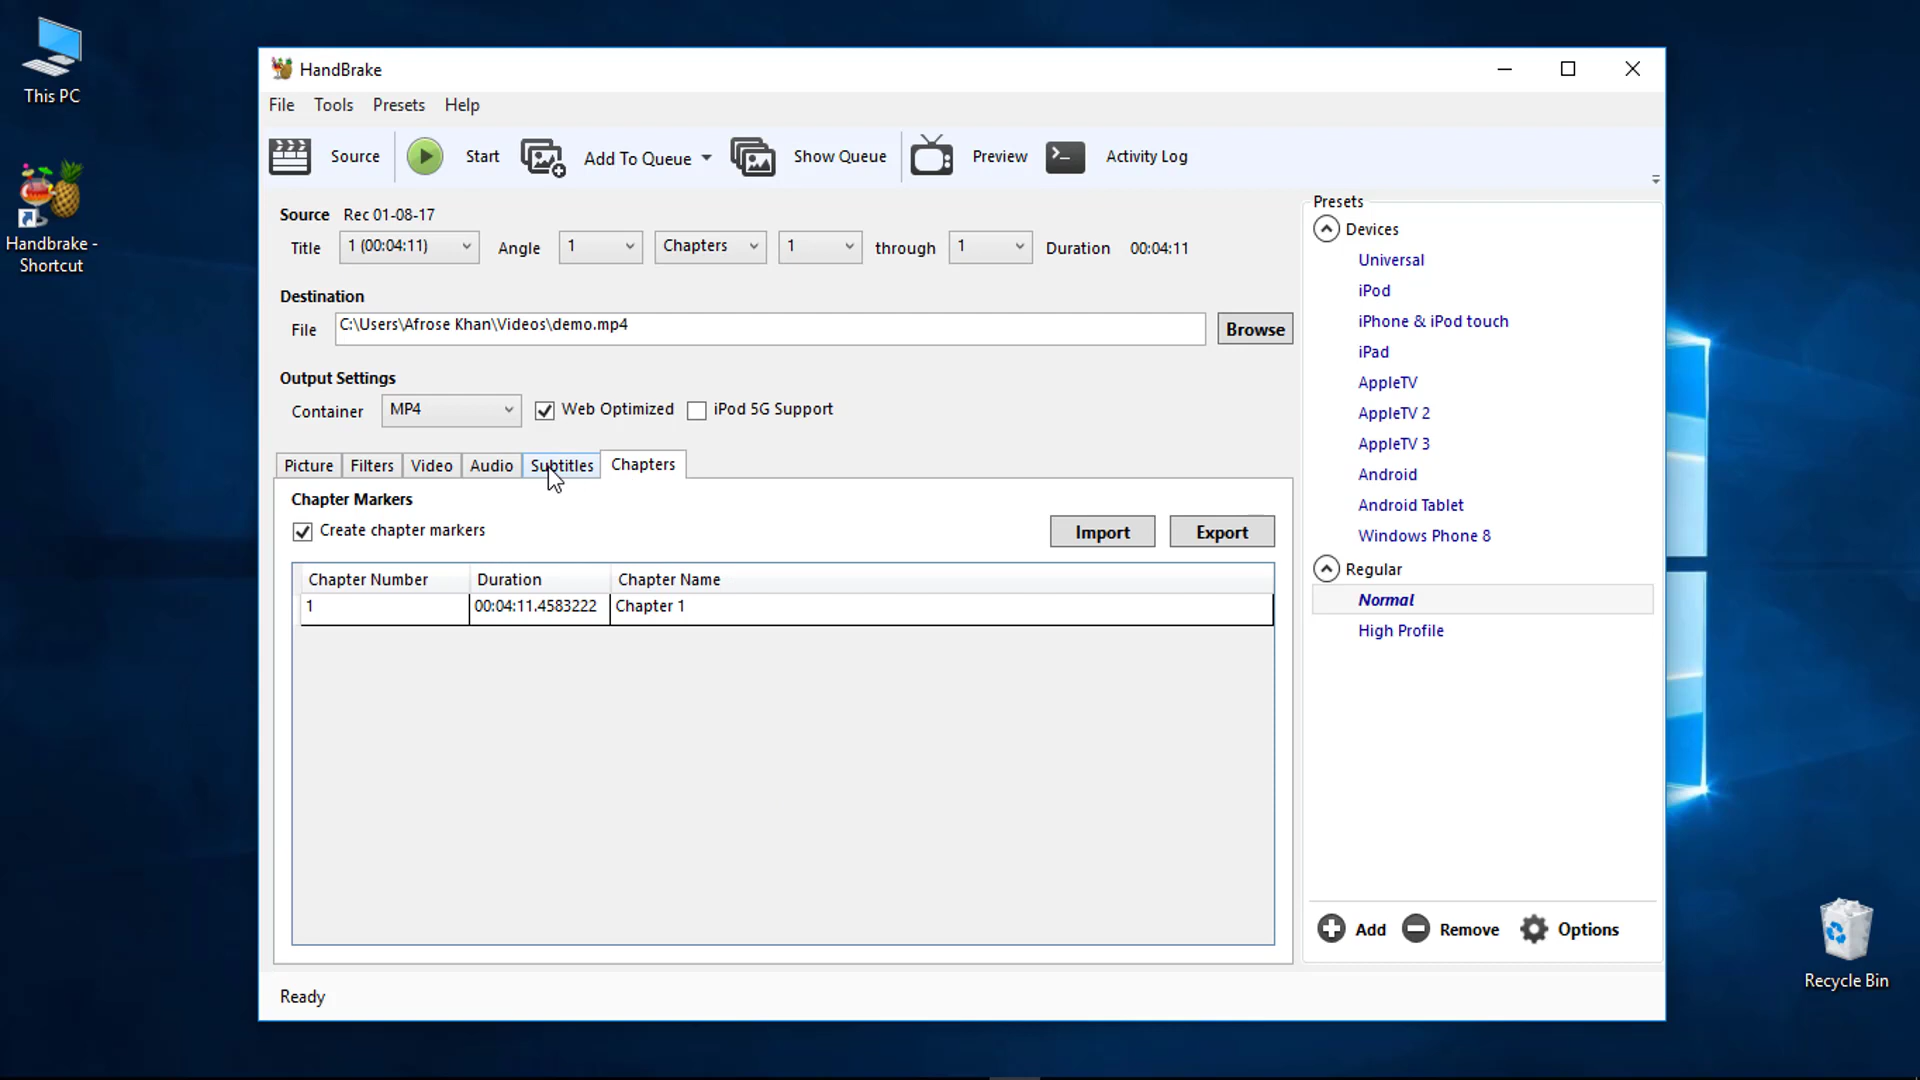 This PC
Handbrake -
Shortcut
HandBrake
File Tools Presets Help
Source Start Add To Queue Show Queue Preview Activity Log
Source Rec 01-08-17
Title 1 (00:04:11) Angle 1 Chapters 1 through 1 Duration 00:04:11
Destination
File C:\Users\Afrose Khan\Videos\demo.mp4 Browse
Output Settings
Container MP4 Web Optimized iPod 5G Support
Picture Filters Video Audio Subtitles Chapters
Chapter Markers
Create chapter markers Import Export
Chapter Number Duration Chapter Name
1 00:04:11.4583222 Chapter 1
Presets
Devices
Universal
iPod
iPhone & iPod touch
iPad
AppleTV
AppleTV 2
AppleTV 3
Android
Android Tablet
Windows Phone 8
Regular
Normal
High Profile
Add Remove Options
Ready
Recycle Bin